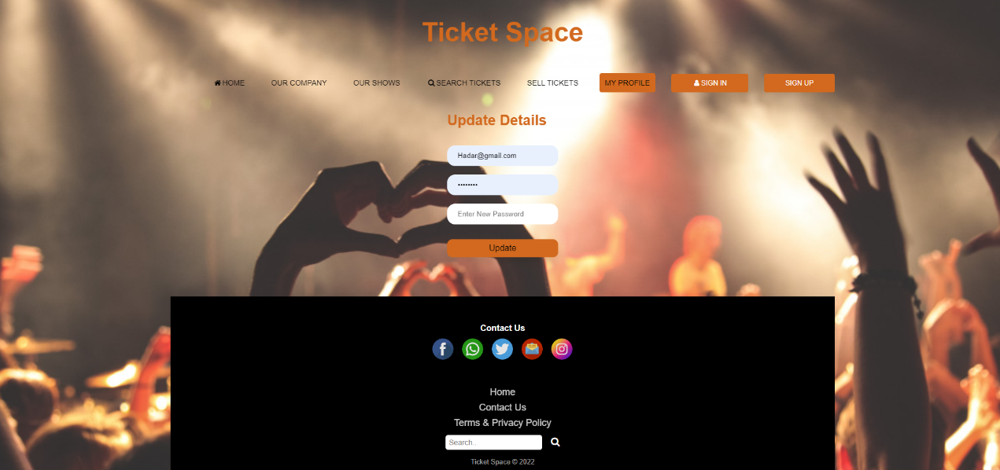 Ticket Space
HOME OUR COMPANY OUR SHOWS SEARCH TICKETS SELL TICKETS MY PROFILE SIGN IN SIGN UP
Update Details
Hadar@gmail.com
••••••••
Enter New Password
Update
Contact Us
Home
Contact Us
Terms & Privacy Policy
Search..
Ticket Space © 2022